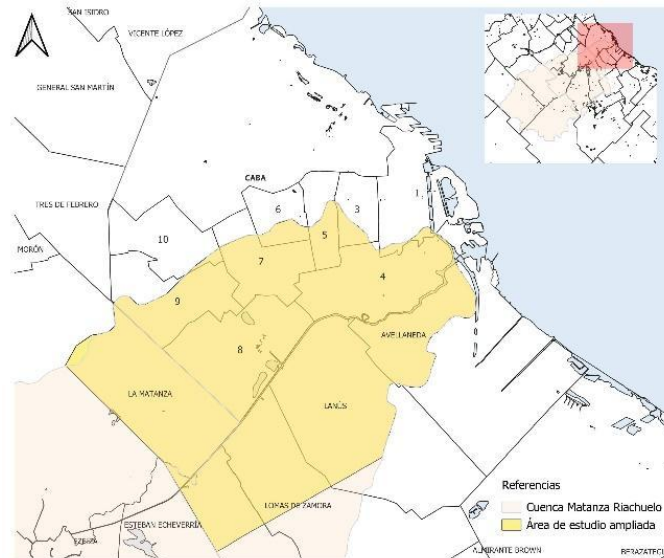 SAN ISIDRO
VICENTE LÓPEZ
GENERAL SAN MARTÍN
CABA
TRES DE FEBRERO
1
6
3
5
10
MORÓN
7
4
9
AVELLANEDA
8
LA MATANZA
LANÚS
Referencias
LOMAS DE ZAMORA
Cuenca Matanza Riachuelo
ESTEBAN ECHEVERRÍA
Área de estudio ampliada
EZEIZA
ALMIRANTE BROWN
BERAZATEG